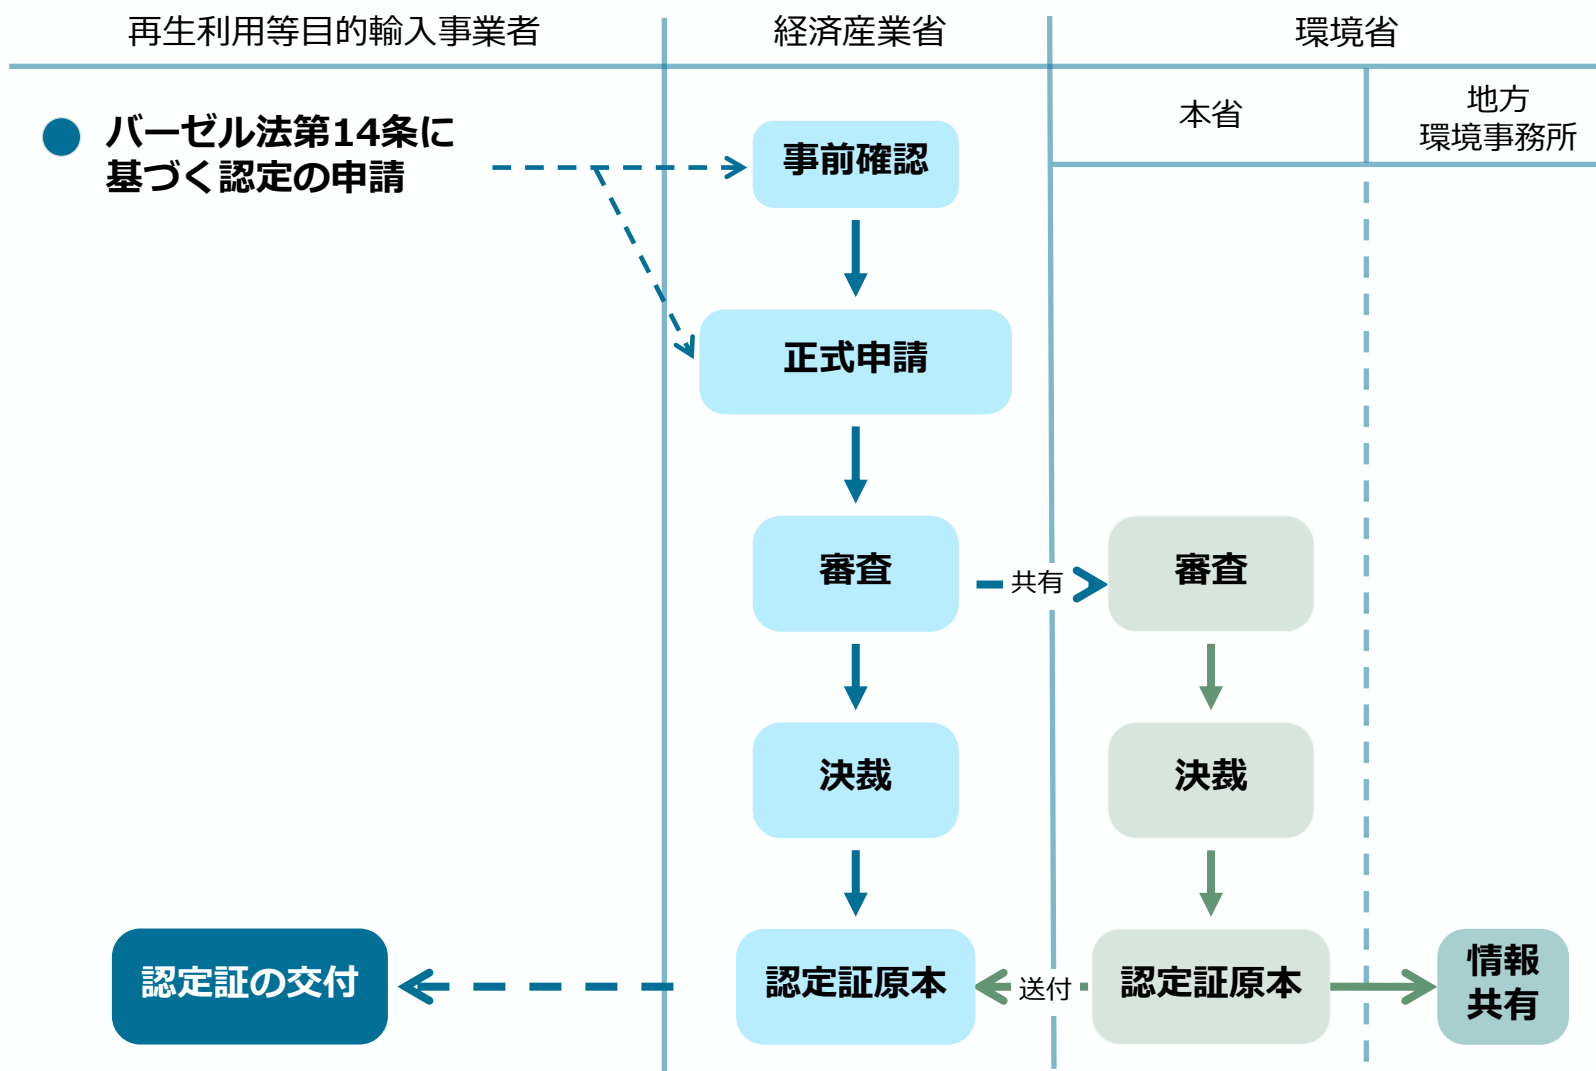 再生利用等目的輸入事業者
経済産業省
環境省
本省
地方
環境事務所
バーゼル法第14条に
基づく認定の申請
事前確認
正式申請
審査
共有
審査
決裁
決裁
認定証の交付
認定証原本
送付
認定証原本
情報
共有